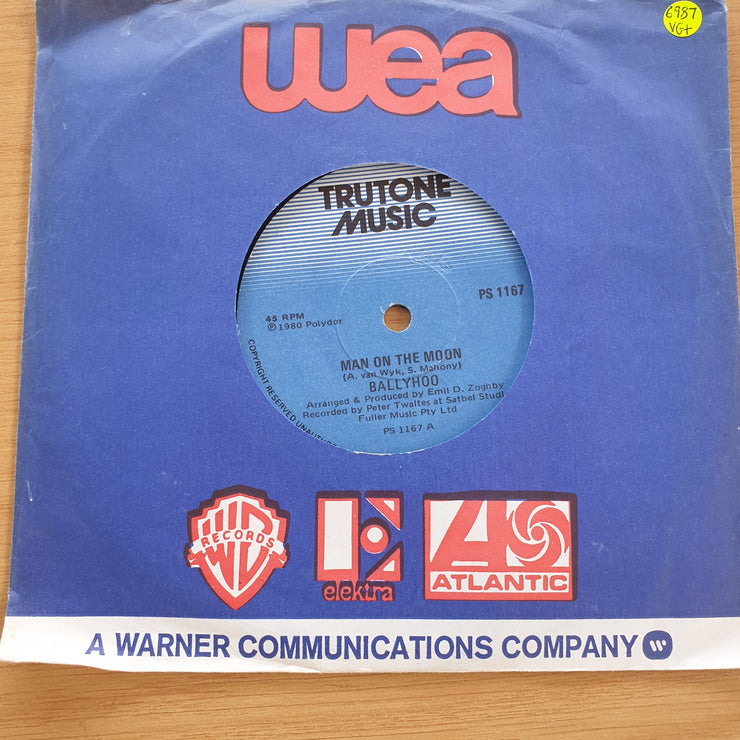 6987
VG+
wea
TRUTONE
MUSIC
PS 1167
45 RPM
℗ 1980 Polydor
MAN ON THE MOON
(A. van Wyk, S. Mahony)
BALLYHOO
Arranged & Produced by Emil D. Zoghby
Recorded by Peter Twaites at Satbel Studi
Fuller Music Pty Ltd
PS 1167 A
COPYRIGHT RESERVED UNAUTHO
RECORDS
elektra
ATLANTIC
A WARNER COMMUNICATIONS COMPANY